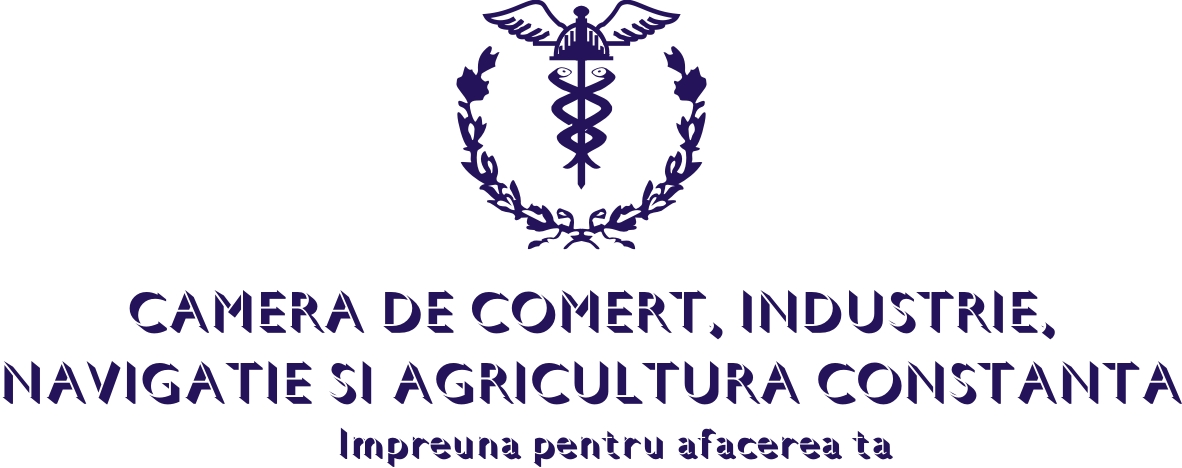 CAMERA DE COMERT, INDUSTRIE,
NAVIGATIE SI AGRICULTURA CONSTANTA
Impreuna pentru afacerea ta